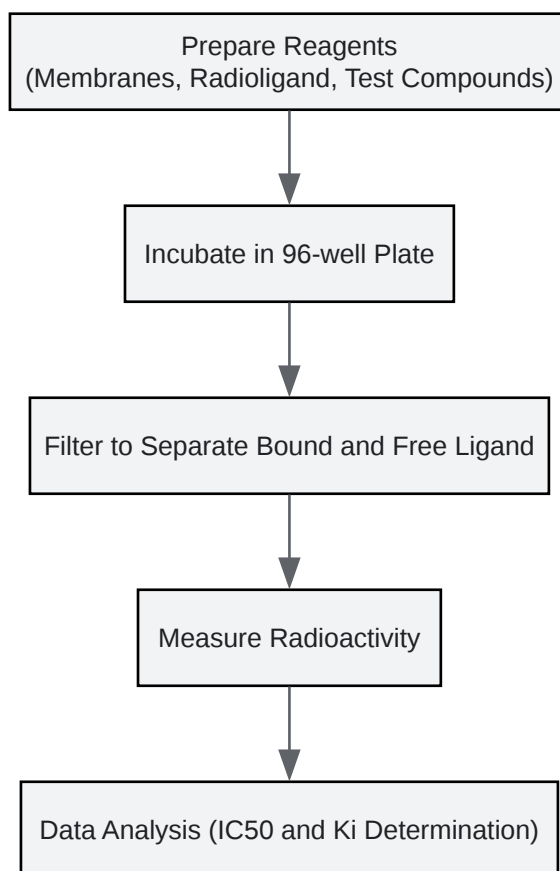 Prepare Reagents
(Membranes, Radioligand, Test Compounds)
Incubate in 96-well Plate
Filter to Separate Bound and Free Ligand
Measure Radioactivity
Data Analysis (IC50 and Ki Determination)